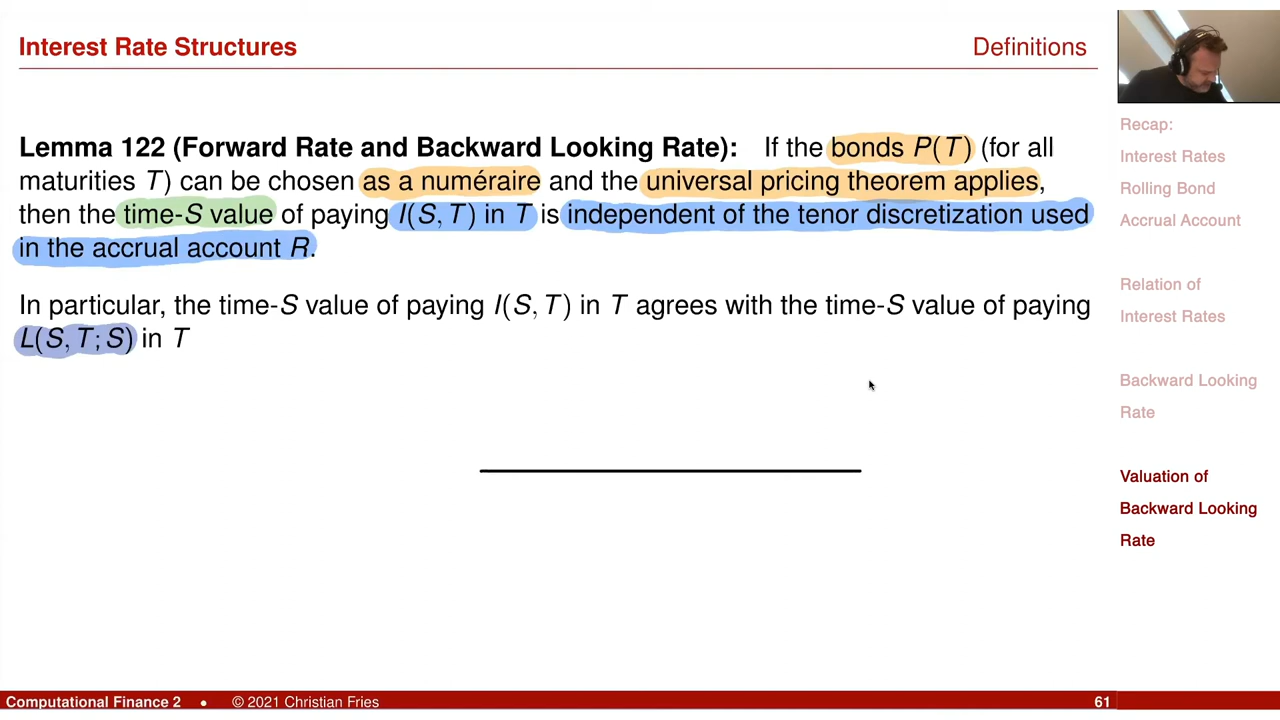 Interest Rate Structures
Definitions
Lemma 122 (Forward Rate and Backward Looking Rate): If the bonds P(T) (for all
maturities T) can be chosen as a numéraire and the universal pricing theorem applies,
then the time-S value of paying I(S, T) in T is independent of the tenor discretization used
in the accrual account R.
In particular, the time-S value of paying I(S, T) in T agrees with the time-S value of paying
L(S, T; S) in T
Recap:
Interest Rates
Rolling Bond
Accrual Account
Relation of
Interest Rates
Backward Looking
Rate
Valuation of
Backward Looking
Rate
Computational Finance 2 • © 2021 Christian Fries
61